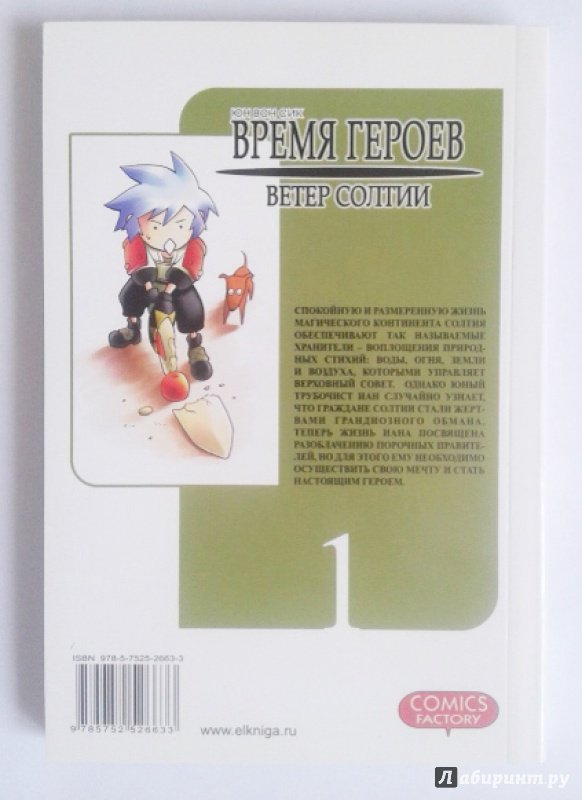 ЮН ВОН СИК
ВРЕМЯ ГЕРОЕВ
ВЕТЕР СОЛТИИ
СПОКОЙНУЮ И РАЗМЕРЕННУЮ ЖИЗНЬ
МАГИЧЕСКОГО КОНТИНЕНТА СОЛТИЯ
ОБЕСПЕЧИВАЮТ ТАК НАЗЫВАЕМЫЕ
ХРАНИТЕЛИ – ВОПЛОЩЕНИЯ ПРИРОД-
НЫХ СТИХИЙ: ВОДЫ, ОГНЯ, ЗЕМЛИ
И ВОЗДУХА, КОТОРЫМИ УПРАВЛЯЕТ
ВЕРХОВНЫЙ СОВЕТ. ОДНАКО ЮНЫЙ
ТРУБОЧИСТ ИАН СЛУЧАЙНО УЗНАЕТ,
ЧТО ГРАЖДАНЕ СОЛТИИ СТАЛИ ЖЕРТ-
ВАМИ ГРАНДИОЗНОГО ОБМАНА.
ТЕПЕРЬ ЖИЗНЬ ИАНА ПОСВЯЩЕНА
РАЗОБЛАЧЕНИЮ ПОРОЧНЫХ ПРАВИТЕ-
ЛЕЙ, НО ДЛЯ ЭТОГО ЕМУ НЕОБХОДИМО
ОСУЩЕСТВИТЬ СВОЮ МЕЧТУ И СТАТЬ
НАСТОЯЩИМ ГЕРОЕМ.
1
ISBN 978-5-7525-2663-3
9 785752 526633
www.elkniga.ru
COMICS
FACTORY
Лабиринт.ру